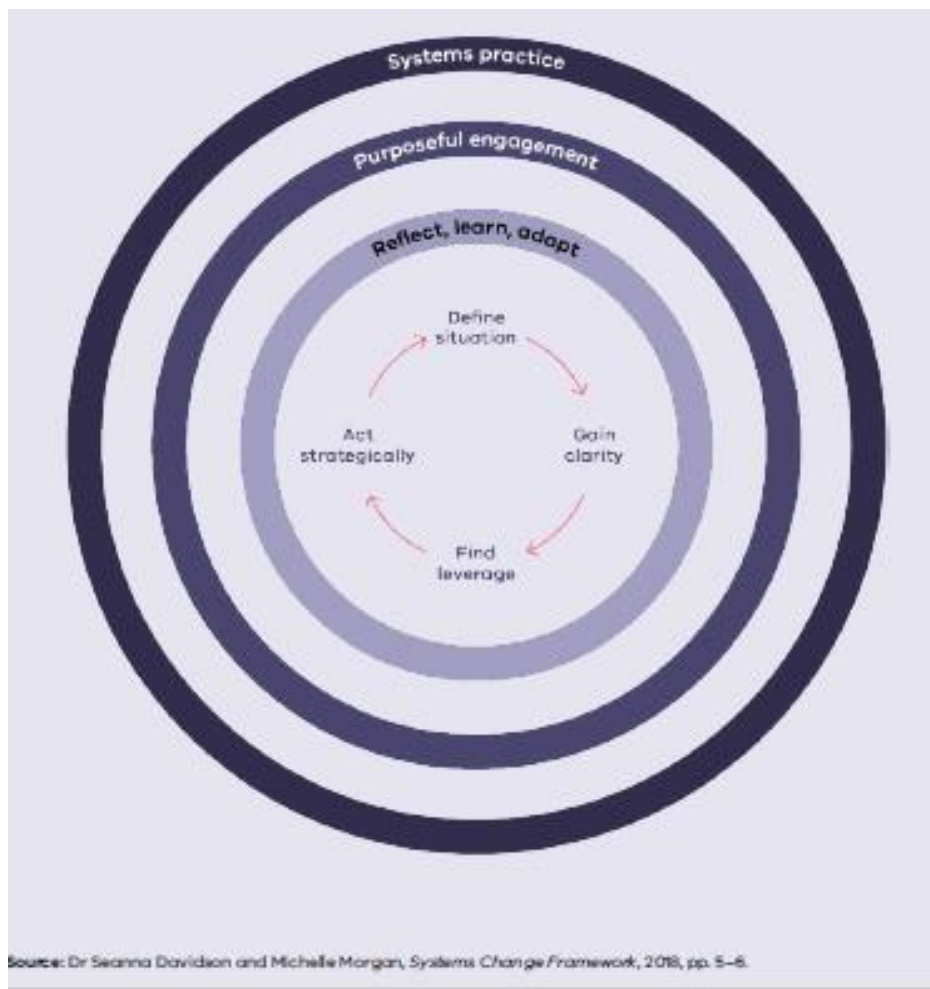 Systems practice
Purposeful engagement
Reflect, learn, adapt
Define
situation
Act
strategically
Gain
clarity
Find
leverage
Source: Dr Seanna Davidson and Michelle Morgan, Systems Change Framework, 2018, pp. 5–6.